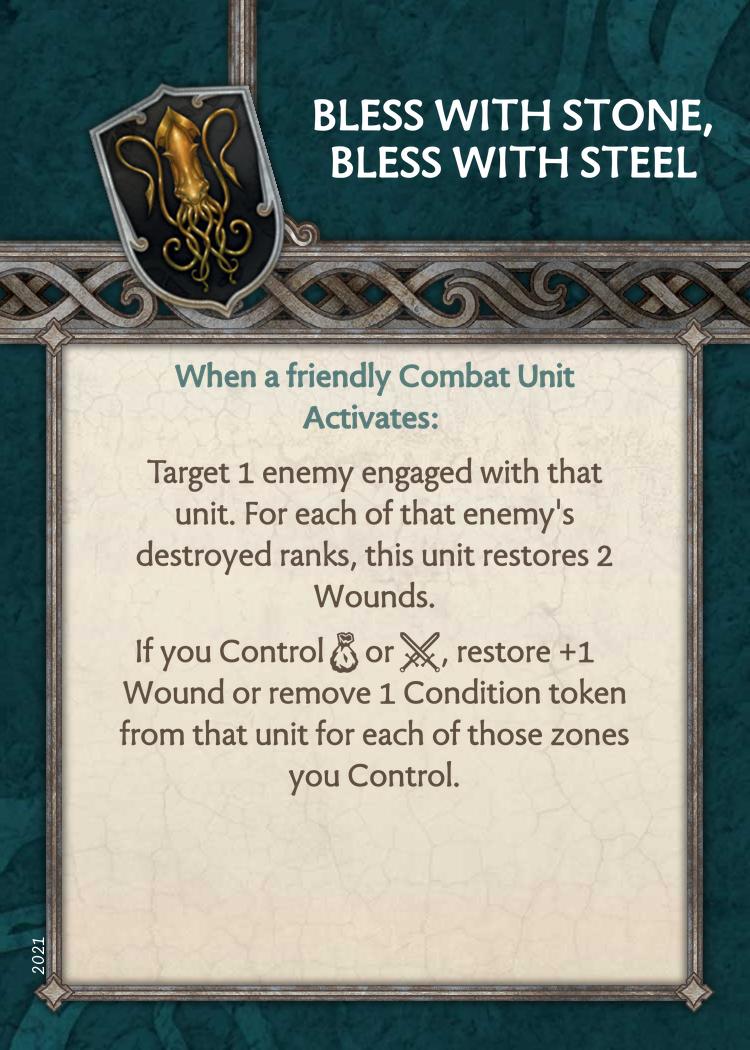 BLESS WITH STONE,
BLESS WITH STEEL
When a friendly Combat Unit
Activates:
Target 1 enemy engaged with that
unit. For each of that enemy's
destroyed ranks, this unit restores 2
Wounds.
If you Control or , restore +1
Wound or remove 1 Condition token
from that unit for each of those zones
you Control.
2021